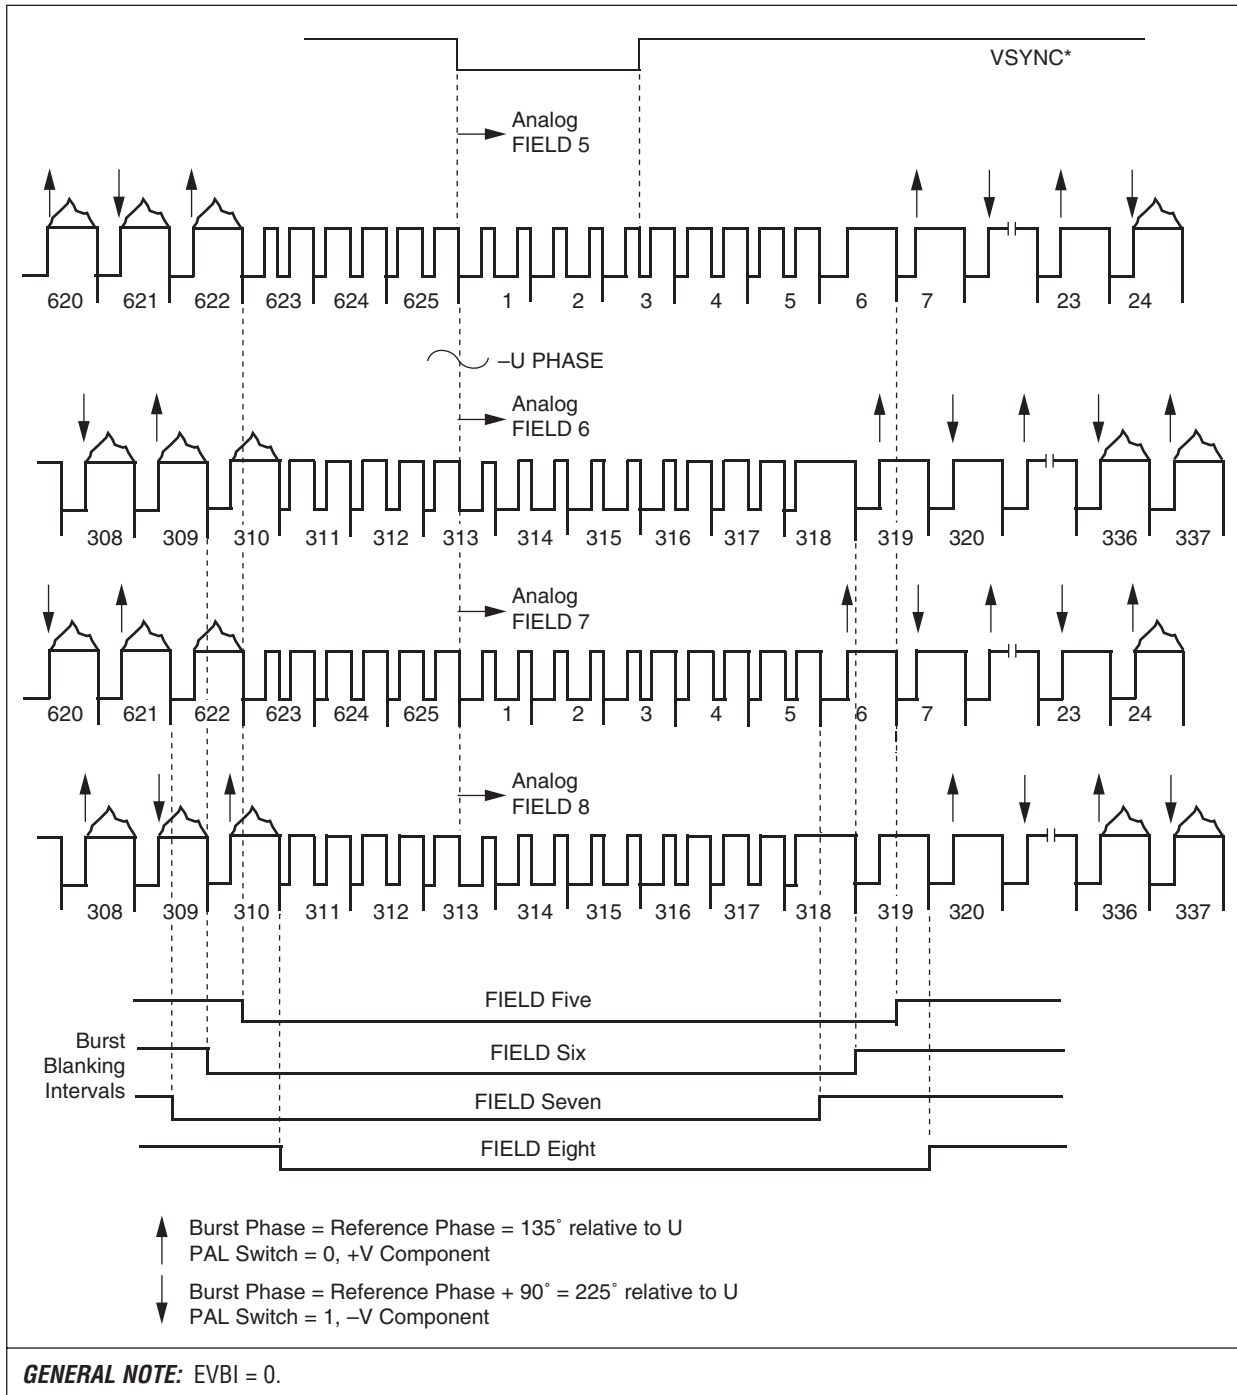 VSYNC*
Analog
FIELD 5
620 621 622 623 624 625 1 2 3 4 5 6 7 23 24
–U PHASE
Analog
FIELD 6
308 309 310 311 312 313 314 315 316 317 318 319 320 336 337
Analog
FIELD 7
620 621 622 623 624 625 1 2 3 4 5 6 7 23 24
Analog
FIELD 8
308 309 310 311 312 313 314 315 316 317 318 319 320 336 337
FIELD Five
Burst
Blanking
Intervals
FIELD Six
FIELD Seven
FIELD Eight
Burst Phase = Reference Phase = 135° relative to U
PAL Switch = 0, +V Component
Burst Phase = Reference Phase + 90° = 225° relative to U
PAL Switch = 1, –V Component
GENERAL NOTE: EVBI = 0.